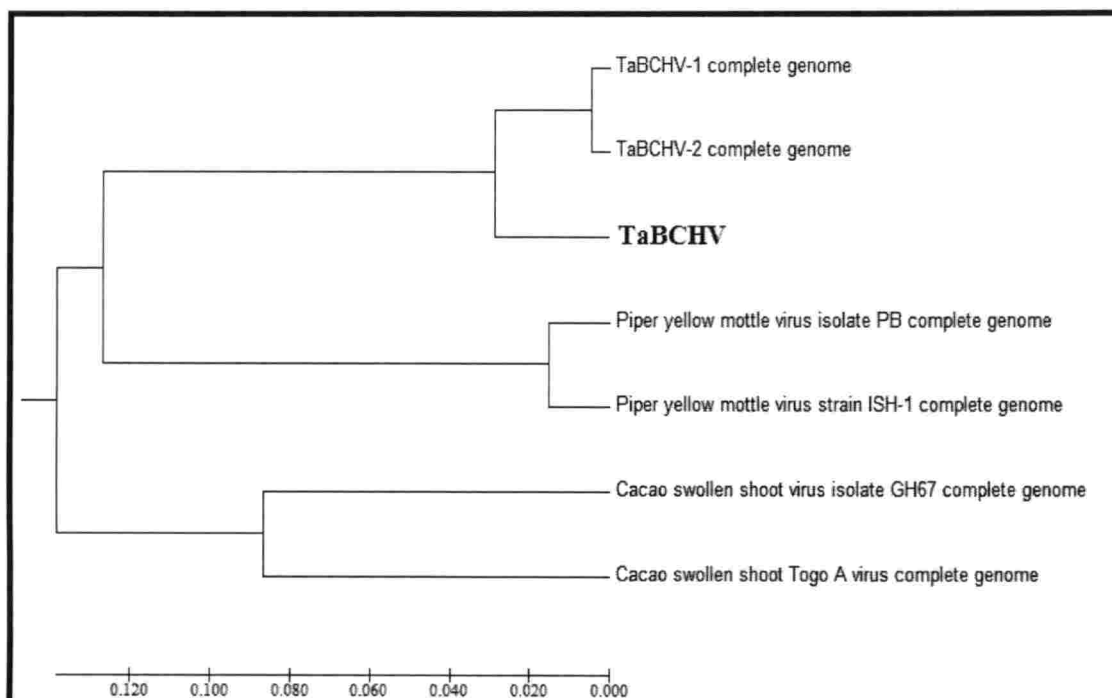 TaBCHV-1 complete genome
TaBCHV-2 complete genome
TaBCHV
Piper yellow mottle virus isolate PB complete genome
Piper yellow mottle virus strain ISH-1 complete genome
Cacao swollen shoot virus isolate GH67 complete genome
Cacao swollen shoot Togo A virus complete genome
0.120 0.100 0.080 0.060 0.040 0.020 0.000